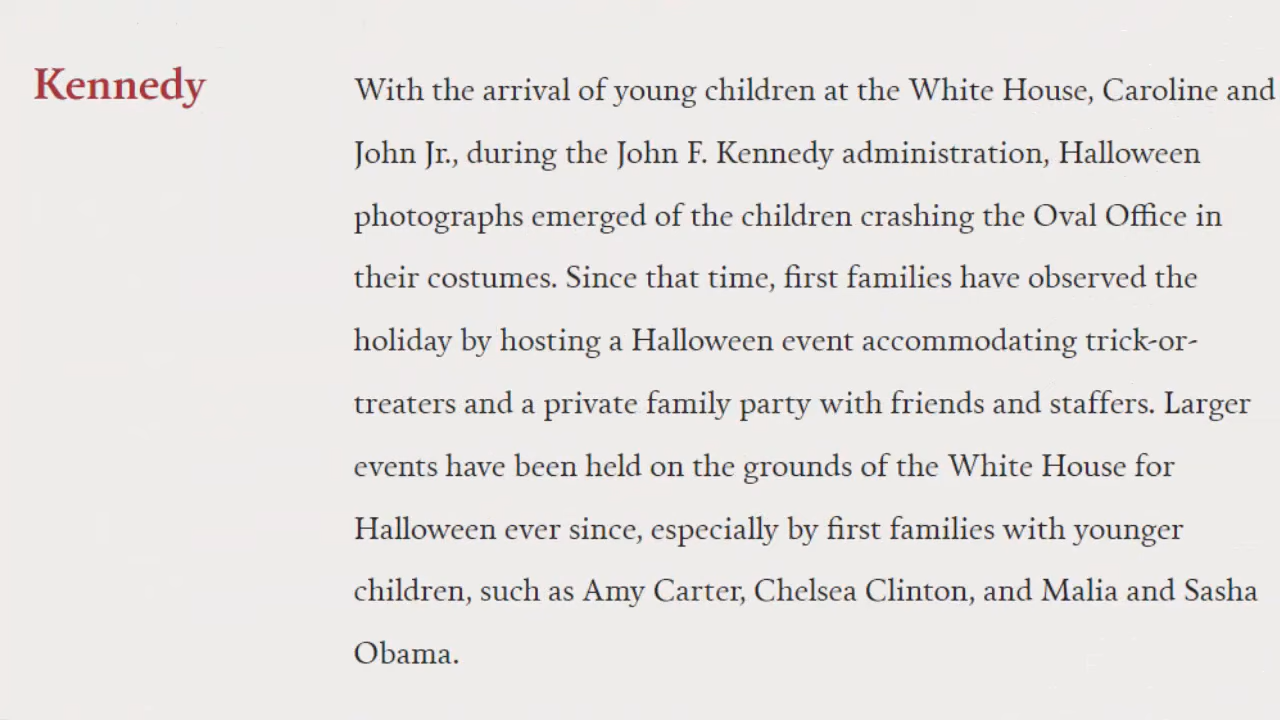 Kennedy
With the arrival of young children at the White House, Caroline and
John Jr., during the John F. Kennedy administration, Halloween
photographs emerged of the children crashing the Oval Office in
their costumes. Since that time, first families have observed the
holiday by hosting a Halloween event accommodating trick-or-
treaters and a private family party with friends and staffers. Larger
events have been held on the grounds of the White House for
Halloween ever since, especially by first families with younger
children, such as Amy Carter, Chelsea Clinton, and Malia and Sasha
Obama.